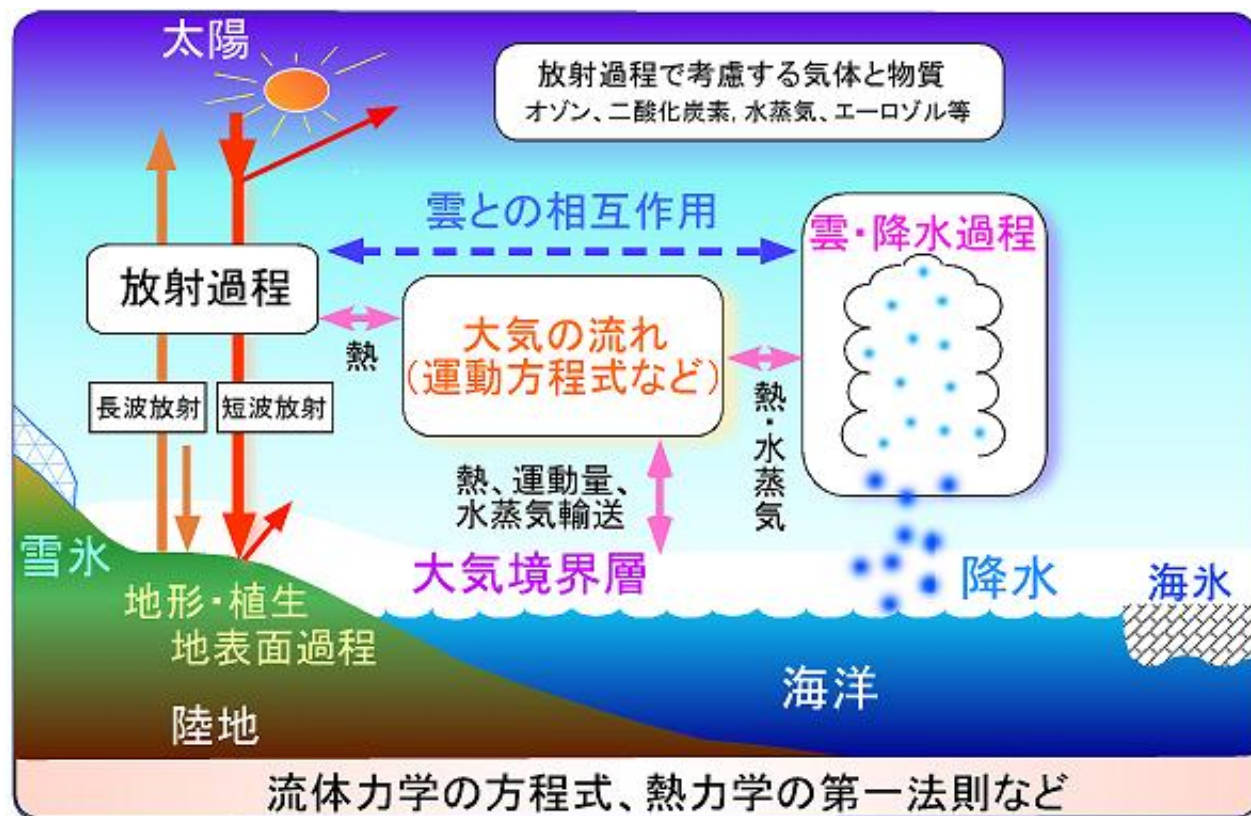 太陽
放射過程で考慮する気体と物質
オゾン、二酸化炭素, 水蒸気、エーロゾル等
雲との相互作用
雲・降水過程
放射過程
熱
大気の流れ
(運動方程式など)
熱・水蒸気
長波放射
短波放射
熱、運動量、
水蒸気輸送
雪氷
大気境界層
降水
海氷
地形・植生
地表面過程
海洋
陸地
流体力学の方程式、熱力学の第一法則など